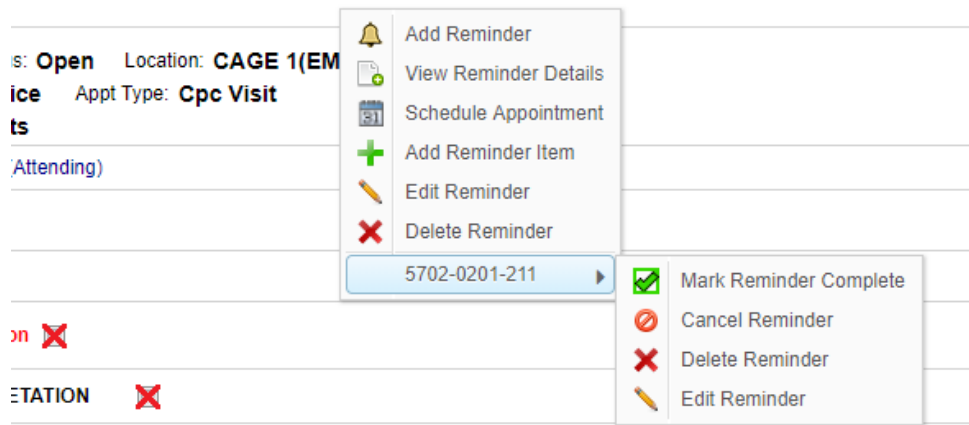 us: Open Location: CAGE 1(EM
ice Appt Type: Cpc Visit
ts
(Attending)
on
ETATION
Add Reminder
View Reminder Details
31
Schedule Appointment
Add Reminder Item
Edit Reminder
Delete Reminder
5702-0201-211
Mark Reminder Complete
Cancel Reminder
Delete Reminder
Edit Reminder